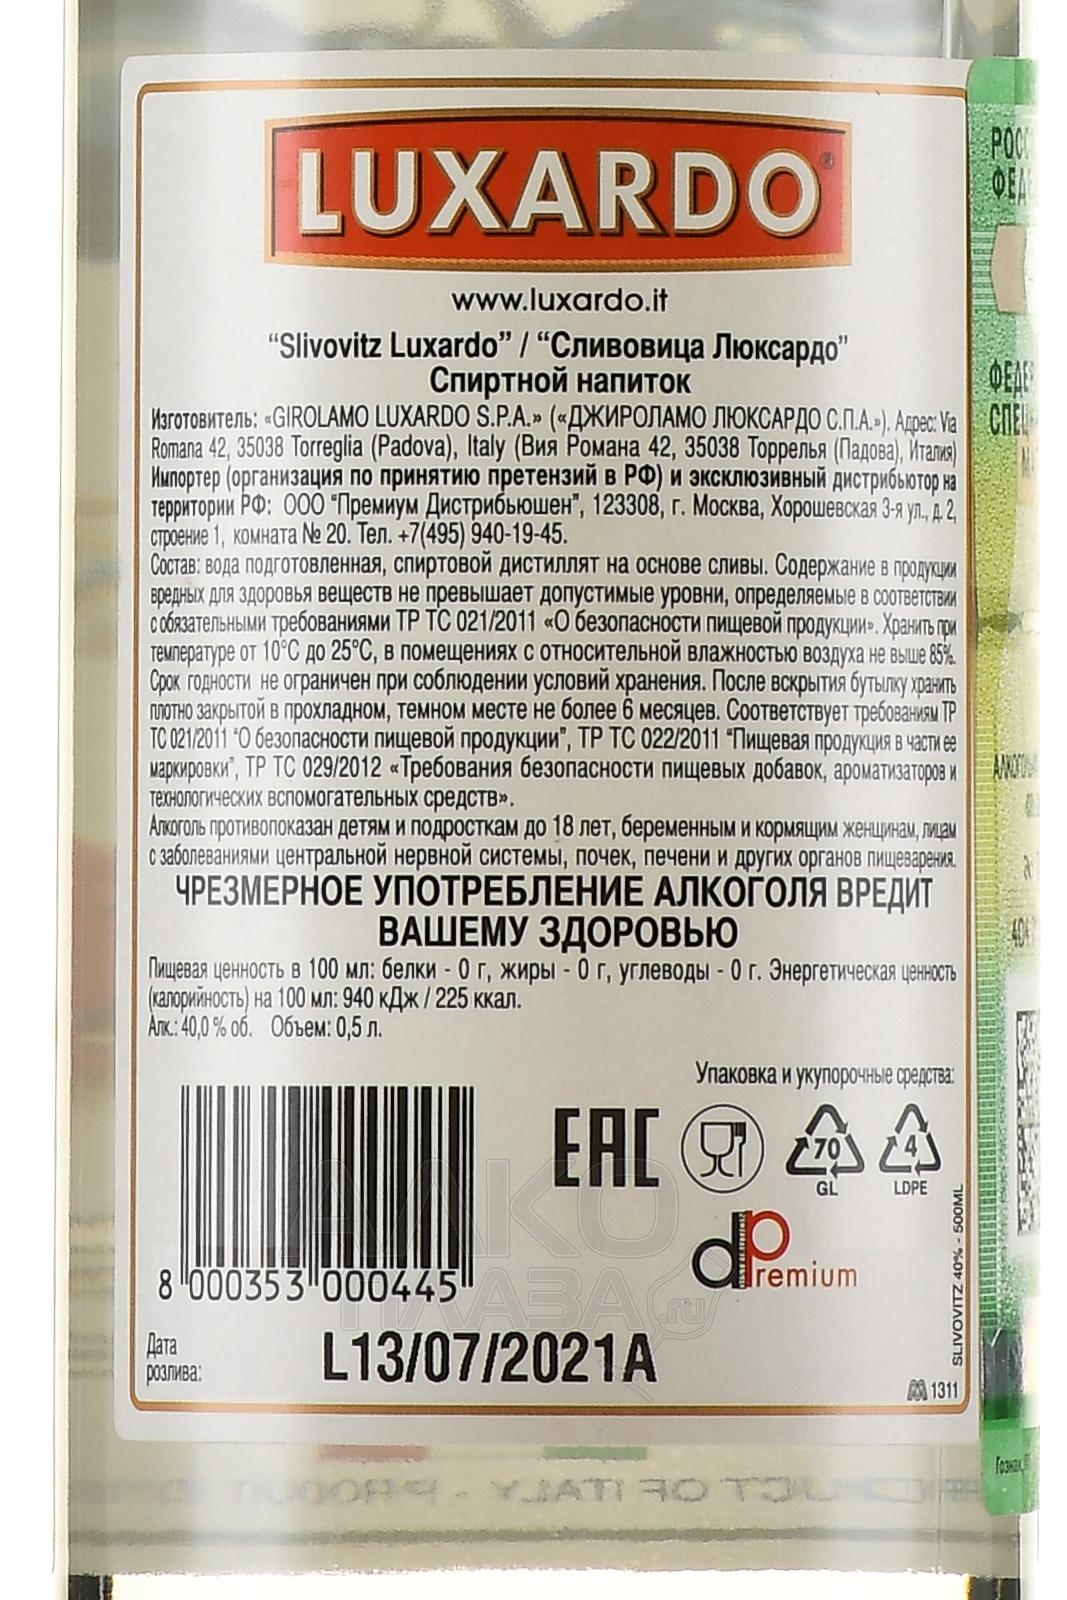 LUXARDO®
www.luxardo.it
“Slivovitz Luxardo” / “Сливовица Люксардо”
Спиртной напиток
Изготовитель: «GIROLAMO LUXARDO S.P.A.» («ДЖИРОЛАМО ЛЮКСАРДО С.П.А.»). Адрес: Via
Romana 42, 35038 Torreglia (Padova), Italy (Вия Романа 42, 35038 Торрелья (Падова), Италия)
Импортер (организация по принятию претензий в РФ) и эксклюзивный дистрибьютор на
территории РФ: ООО "Премиум Дистрибьюшен", 123308, г. Москва, Хорошевская 3-я ул., д. 2,
строение 1, комната № 20. Тел. +7(495) 940-19-45.
Состав: вода подготовленная, спиртовой дистиллят на основе сливы. Содержание в продукции
вредных для здоровья веществ не превышает допустимые уровни, определяемые в соответствии
с обязательными требованиями ТР ТС 021/2011 «О безопасности пищевой продукции». Хранить при
температуре от 10°С до 25°С, в помещениях с относительной влажностью воздуха не выше 85%.
Срок годности не ограничен при соблюдении условий хранения. После вскрытия бутылку хранить
плотно закрытой в прохладном, темном месте не более 6 месяцев. Соответствует требованиям ТР
ТС 021/2011 "О безопасности пищевой продукции", ТР ТС 022/2011 "Пищевая продукция в части ее
маркировки", ТР ТС 029/2012 «Требования безопасности пищевых добавок, ароматизаторов и
технологических вспомогательных средств».
Алкоголь противопоказан детям и подросткам до 18 лет, беременным и кормящим женщинам, лицам
с заболеваниями центральной нервной системы, почек, печени и других органов пищеварения.
ЧРЕЗМЕРНОЕ УПОТРЕБЛЕНИЕ АЛКОГОЛЯ ВРЕДИТ
ВАШЕМУ ЗДОРОВЬЮ
Пищевая ценность в 100 мл: белки - 0 г, жиры - 0 г, углеводы - 0 г. Энергетическая ценность
(калорийность) на 100 мл: 940 кДж / 225 ккал.
Алк.: 40,0 % об. Объем: 0,5 л.
Упаковка и укупорочные средства:
EAC
70
GL
4
LDPE
dPremium
8 000353 000445
Дата
розлива:
L13/07/2021A
SLIVOVITZ 40% - 500ML
1311
АЛКО
ПЛАЗА.ru
PRODUCT OF ITALY - PRODUIT